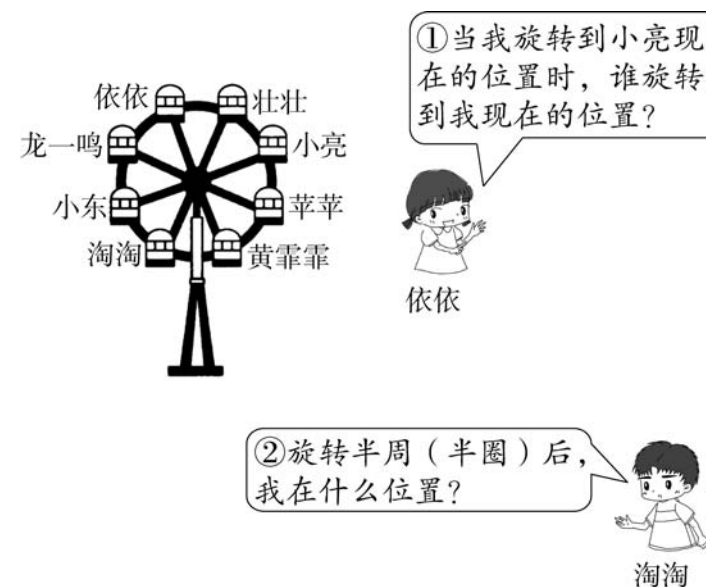 ①当我旋转到小亮现
在的位置时，谁旋转
到我现在的位置？
依依
壮壮
龙一鸣
小亮
小东
苹苹
淘淘
黄霏霏
依依
②旋转半周（半圈）后，
我在什么位置？
淘淘